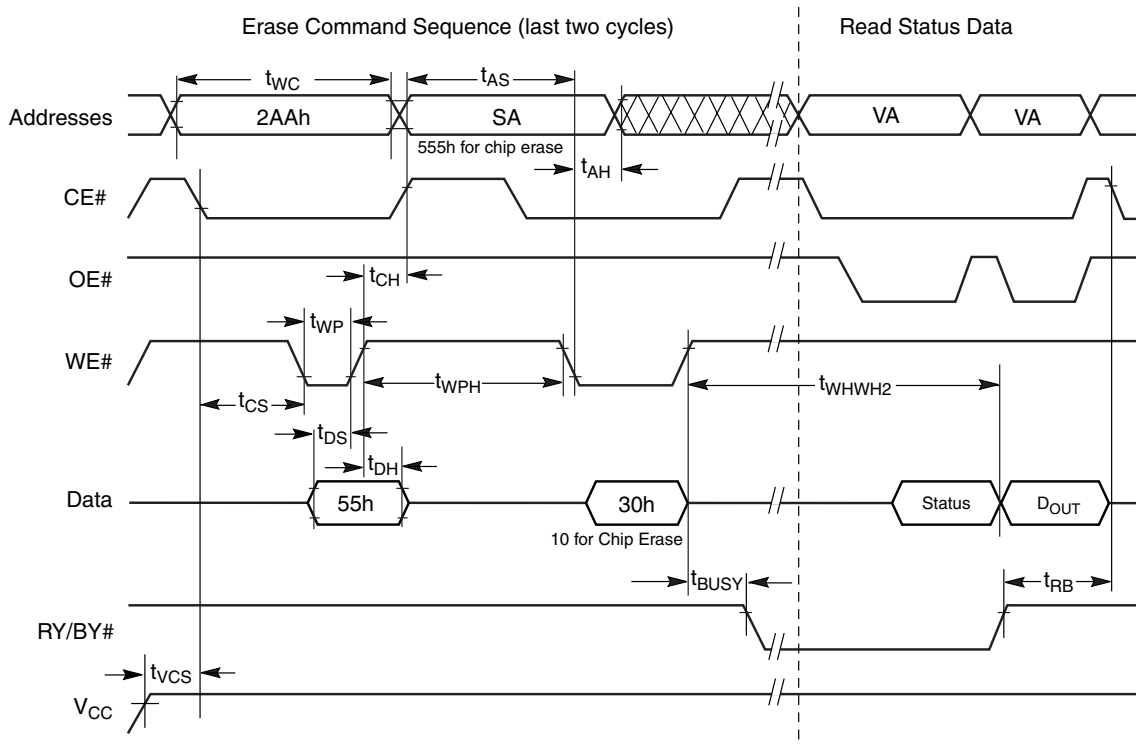 Erase Command Sequence (last two cycles) Read Status Data
tWC tAS
Addresses 2AAh SA VA VA
555h for chip erase
tAH
CE#
tCH
OE#
tWP
WE#
tWPH tWHWH2
tCS
tDS
tDH
Data 55h 30h Status DOUT
10 for Chip Erase
tBUSY tRB
RY/BY#
tVCS
VCC